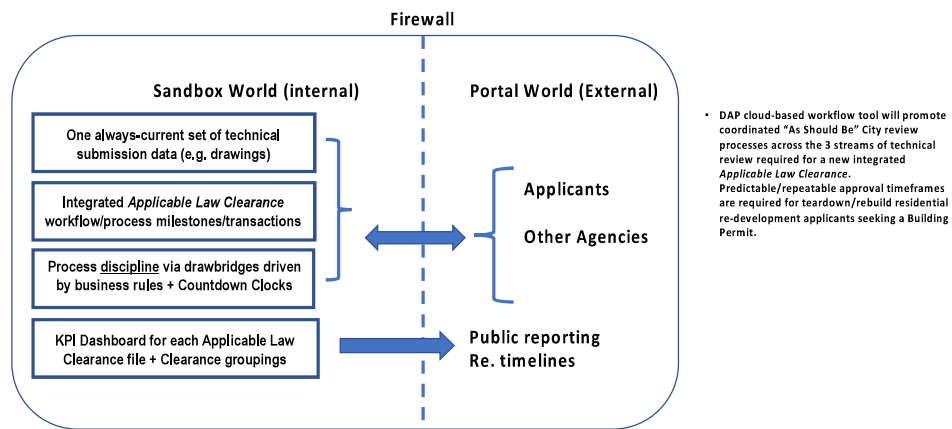 Firewall
Sandbox World (internal)
Portal World (External)
One always-current set of technical
submission data (e.g. drawings)
Integrated Applicable Law Clearance
workflow/process milestones/transactions
Process discipline via drawbridges driven
by business rules + Countdown Clocks
KPI Dashboard for each Applicable Law
Clearance file + Clearance groupings
Applicants
Other Agencies
Public reporting
Re. timelines
• DAP cloud-based workflow tool will promote
coordinated “As Should Be” City review
processes across the 3 streams of technical
review required for a new integrated
Applicable Law Clearance.
Predictable/repeatable approval timeframes
are required for teardown/rebuild residential
re-development applicants seeking a Building
Permit.